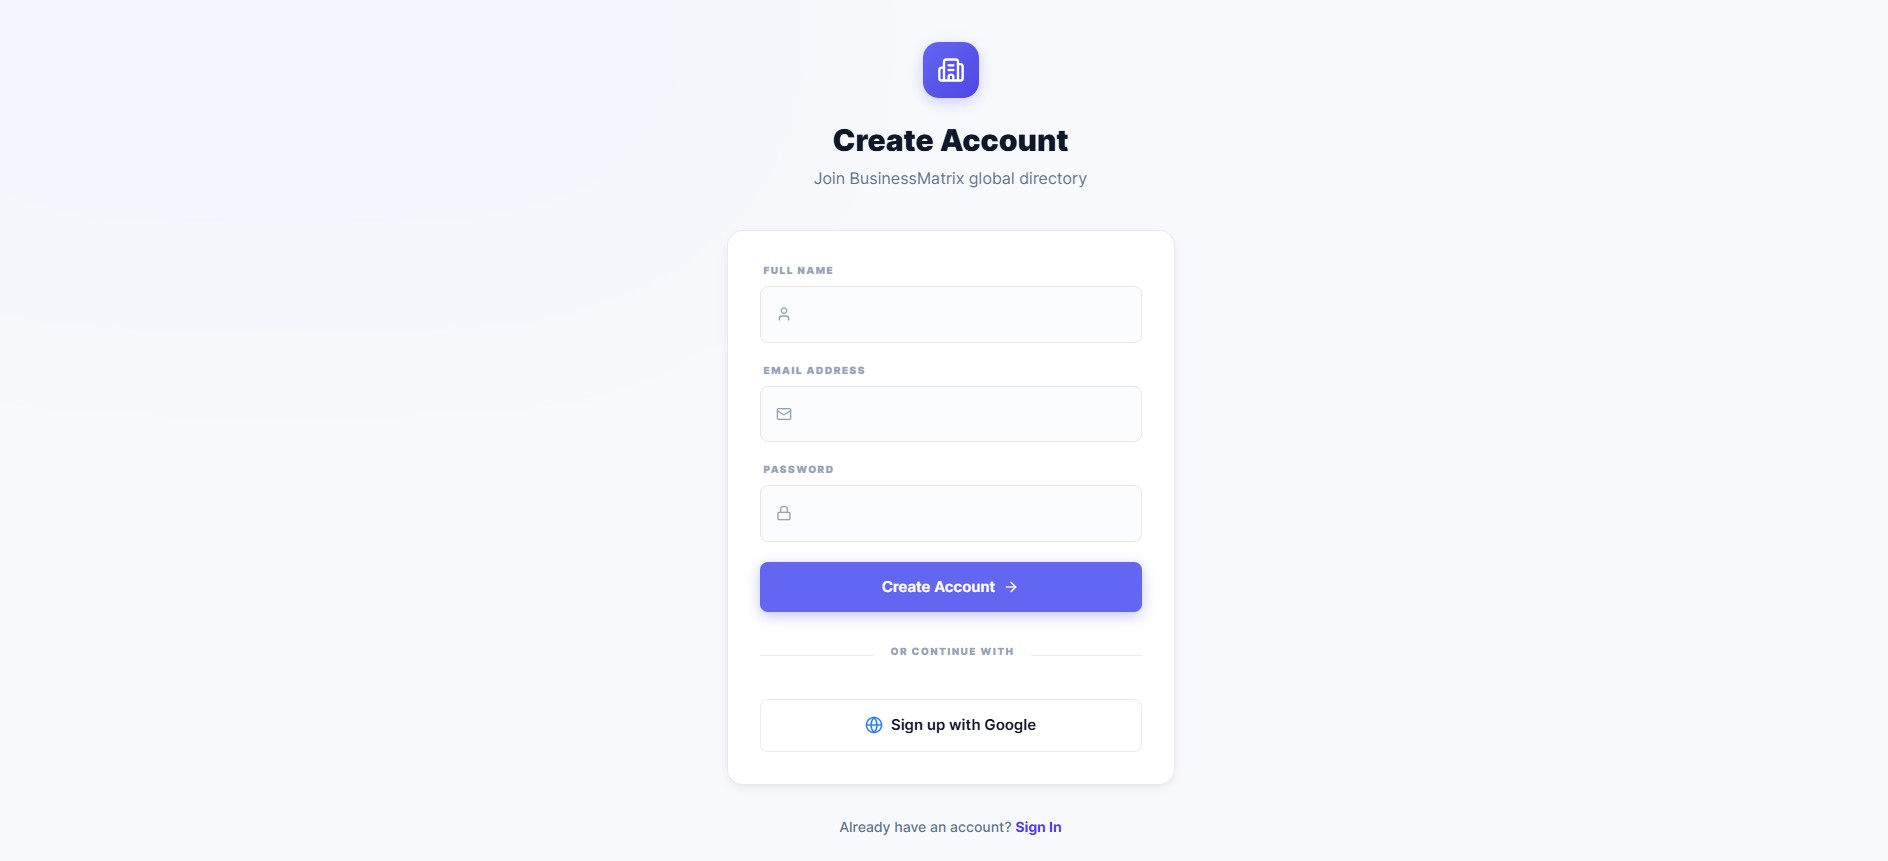 Create Account
Join BusinessMatrix global directory
FULL NAME
EMAIL ADDRESS
PASSWORD
Create Account
OR CONTINUE WITH
Sign up with Google
Already have an account? Sign In